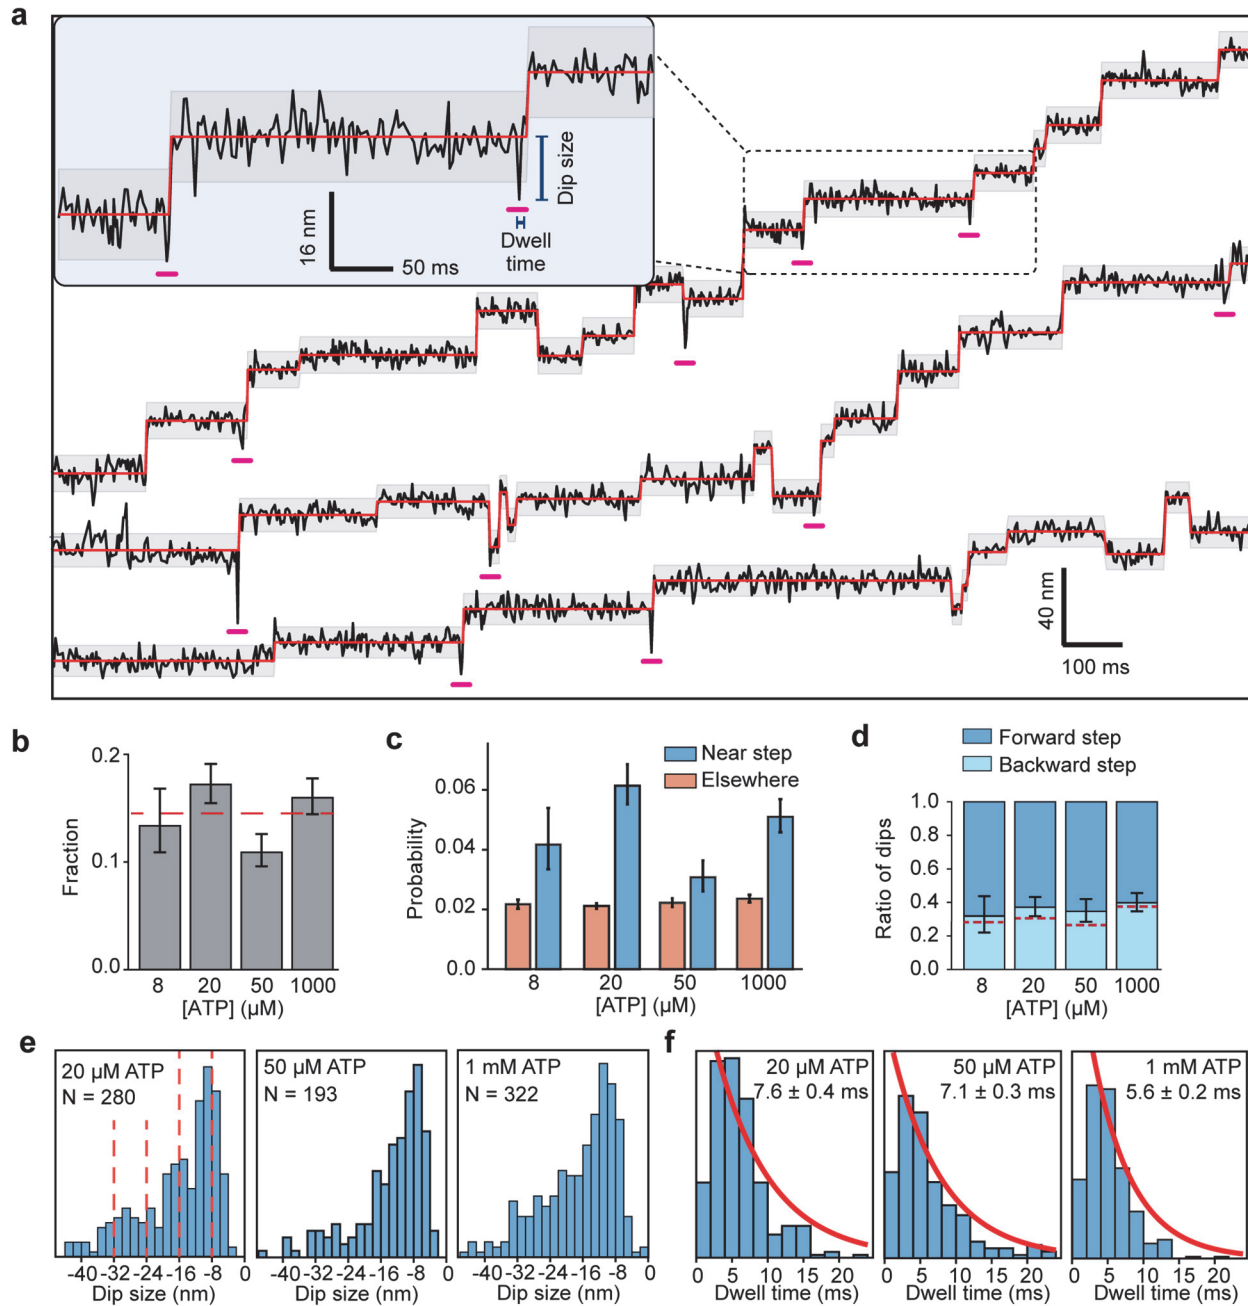 a
Dip size
16 nm
50 ms
Dwell
time
40 nm
100 ms
b
0.2
0.1
0.0
Fraction
8 20 50 1000
[ATP] (µM)
c
Near step
Elsewhere
0.06
0.04
0.02
0.0
Probability
8 20 50 1000
[ATP] (µM)
d
Forward step
Backward step
1.0
0.8
0.6
0.4
0.2
0
Ratio of dips
8 20 50 1000
[ATP] (µM)
e
20 µM ATP
N = 280
-40 -32 -24 -16 -8 0
Dip size (nm)
50 µM ATP
N = 193
-40 -32 -24 -16 -8 0
Dip size (nm)
1 mM ATP
N = 322
-40 -32 -24 -16 -8 0
Dip size (nm)
f
20 µM ATP
7.6 ± 0.4 ms
0 5 10 15 20
Dwell time (ms)
50 µM ATP
7.1 ± 0.3 ms
0 5 10 15 20
Dwell time (ms)
1 mM ATP
5.6 ± 0.2 ms
0 5 10 15 20
Dwell time (ms)